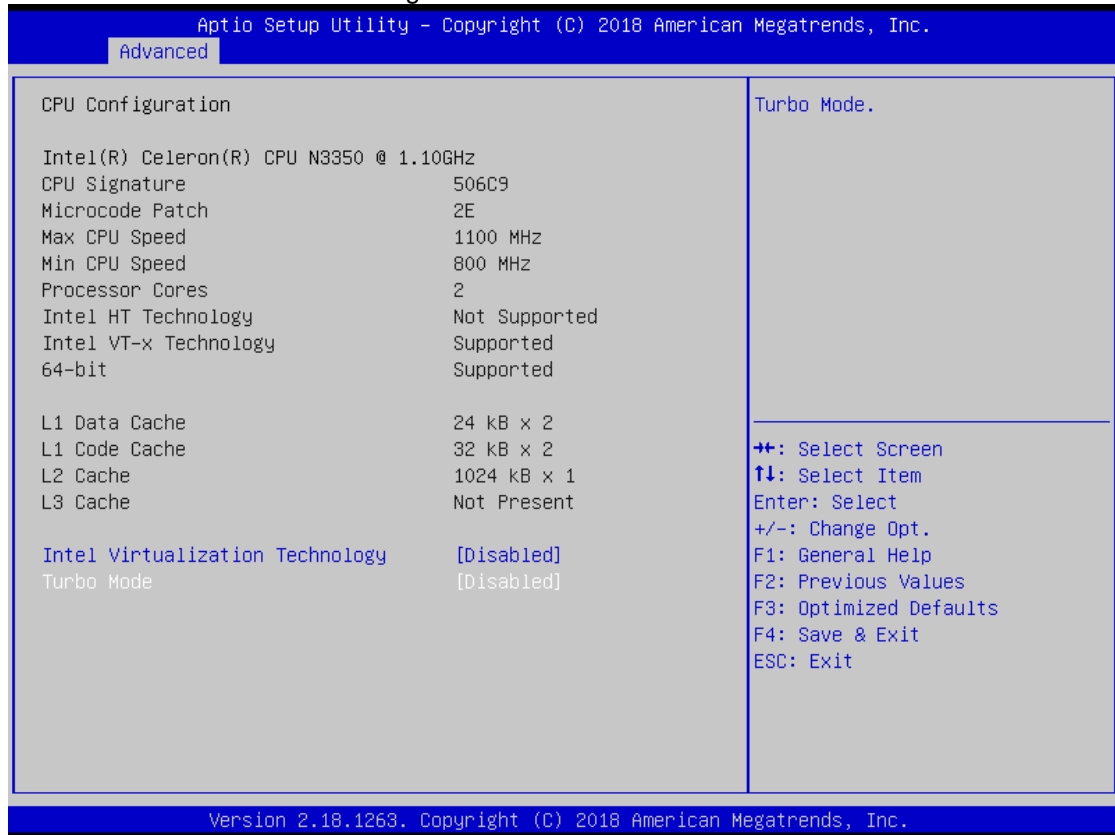 Aptio Setup Utility – Copyright (C) 2018 American Megatrends, Inc.
Advanced
CPU Configuration
Intel(R) Celeron(R) CPU N3350 @ 1.10GHz
CPU Signature 506C9
Microcode Patch 2E
Max CPU Speed 1100 MHz
Min CPU Speed 800 MHz
Processor Cores 2
Intel HT Technology Not Supported
Intel VT-x Technology Supported
64-bit Supported
L1 Data Cache 24 kB x 2
L1 Code Cache 32 kB x 2
L2 Cache 1024 kB x 1
L3 Cache Not Present
Intel Virtualization Technology [Disabled]
Turbo Mode [Disabled]
Turbo Mode.
→←: Select Screen
↑↓: Select Item
Enter: Select
+/-: Change Opt.
F1: General Help
F2: Previous Values
F3: Optimized Defaults
F4: Save & Exit
ESC: Exit
Version 2.18.1263. Copyright (C) 2018 American Megatrends, Inc.